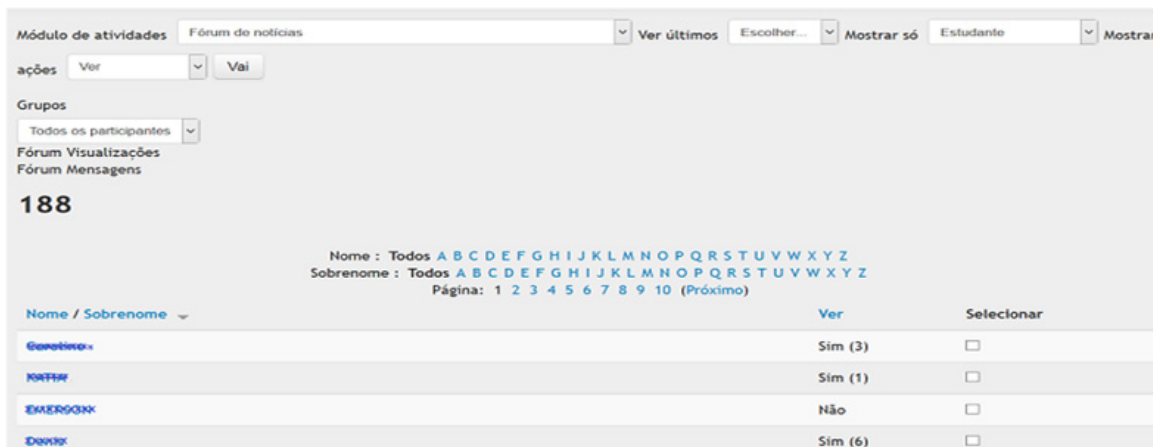 Módulo de atividades Fórum de notícias Ver últimos Escolher... Mostrar só Estudante Mostrar
ações Ver Vai
Grupos
Todos os participantes
Fórum Visualizações
Fórum Mensagens
188
Nome : Todos A B C D E F G H I J K L M N O P Q R S T U V W X Y Z
Sobrenome : Todos A B C D E F G H I J K L M N O P Q R S T U V W X Y Z
Página: 1 2 3 4 5 6 7 8 9 10 (Próximo)
Nome / Sobrenome Ver Selecionar
Sim (3)
Sim (1)
Não
Sim (6)